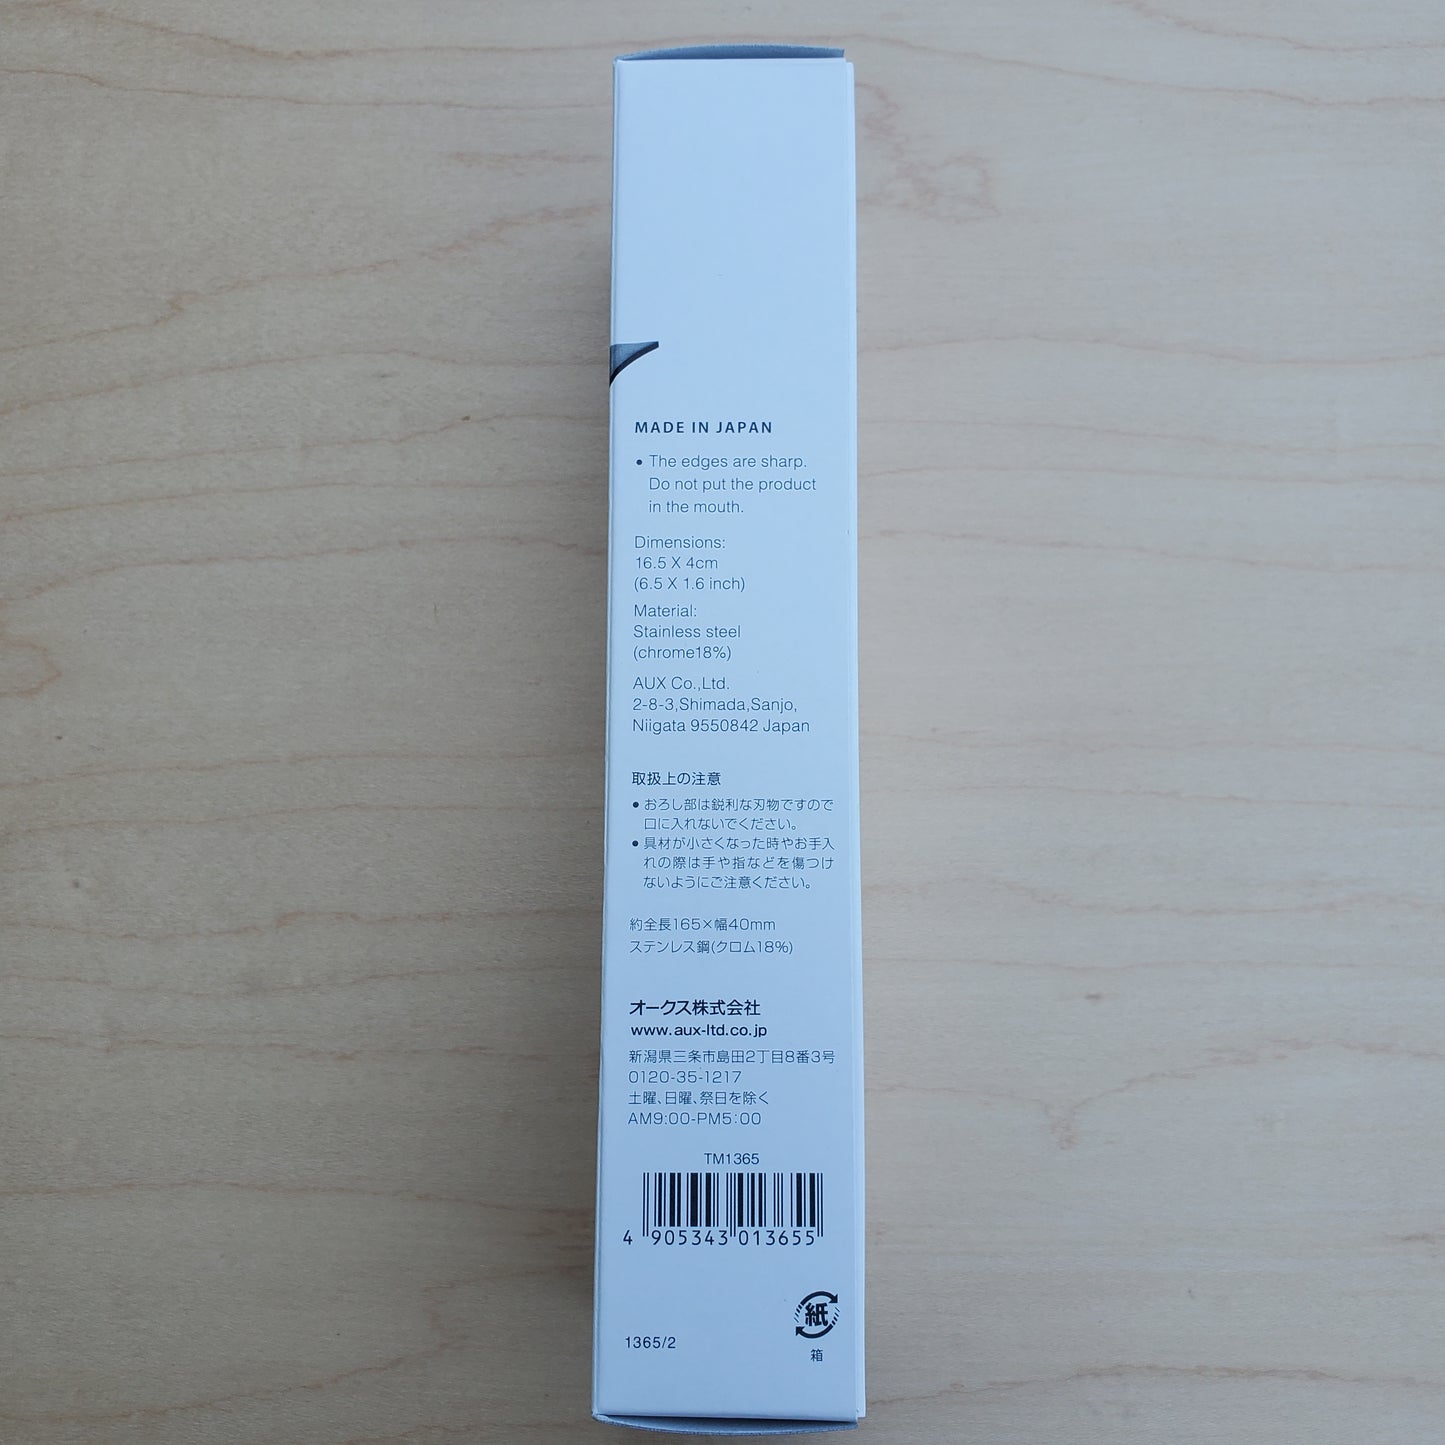 MADE IN JAPAN
• The edges are sharp.
Do not put the product
in the mouth.
Dimensions:
16.5 X 4cm
(6.5 X 1.6 inch)
Material:
Stainless steel
(chrome18%)
AUX Co.,Ltd.
2-8-3,Shimada,Sanjo,
Niigata 9550842 Japan
取扱上の注意
● おろし部は鋭利な刃物ですので
口に入れないでください。
● 具材が小さくなった時やお手入
れの際は手や指などを傷つけ
ないようにご注意ください。
約全長165×幅40mm
ステンレス鋼(クロム18%)
オークス株式会社
www.aux-ltd.co.jp
新潟県三条市島田2丁目8番3号
0120-35-1217
土曜、日曜、祭日を除く
AM9:00-PM5:00
TM1365
4 905343 013655
紙
1365/2
箱